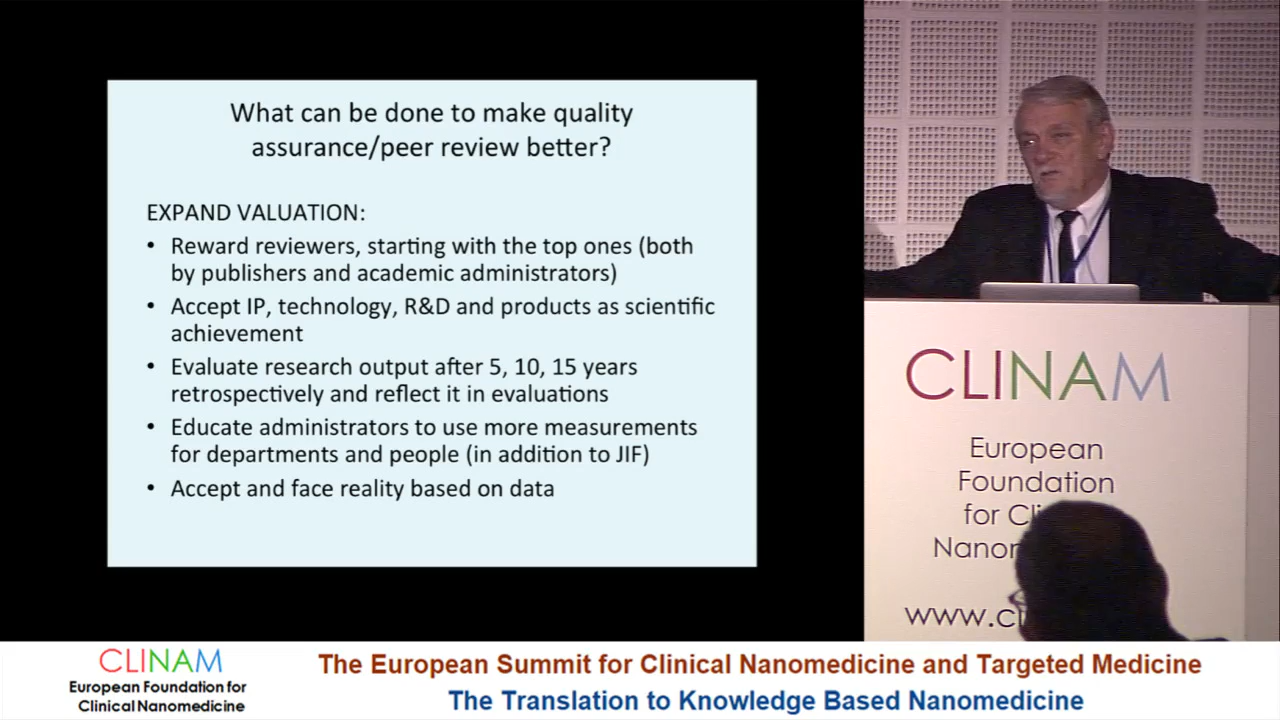 What can be done to make quality
assurance/peer review better?
EXPAND VALUATION:
• Reward reviewers, starting with the top ones (both
by publishers and academic administrators)
• Accept IP, technology, R&D and products as scientific
achievement
• Evaluate research output after 5, 10, 15 years
retrospectively and reflect it in evaluations
• Educate administrators to use more measurements
for departments and people (in addition to JIF)
• Accept and face reality based on data
CLINAM
European
Foundation
for
CLINAM
European Foundation for
Clinical Nanomedicine
The European Summit for Clinical Nanomedicine and Targeted Medicine
The Translation to Knowledge Based Nanomedicine